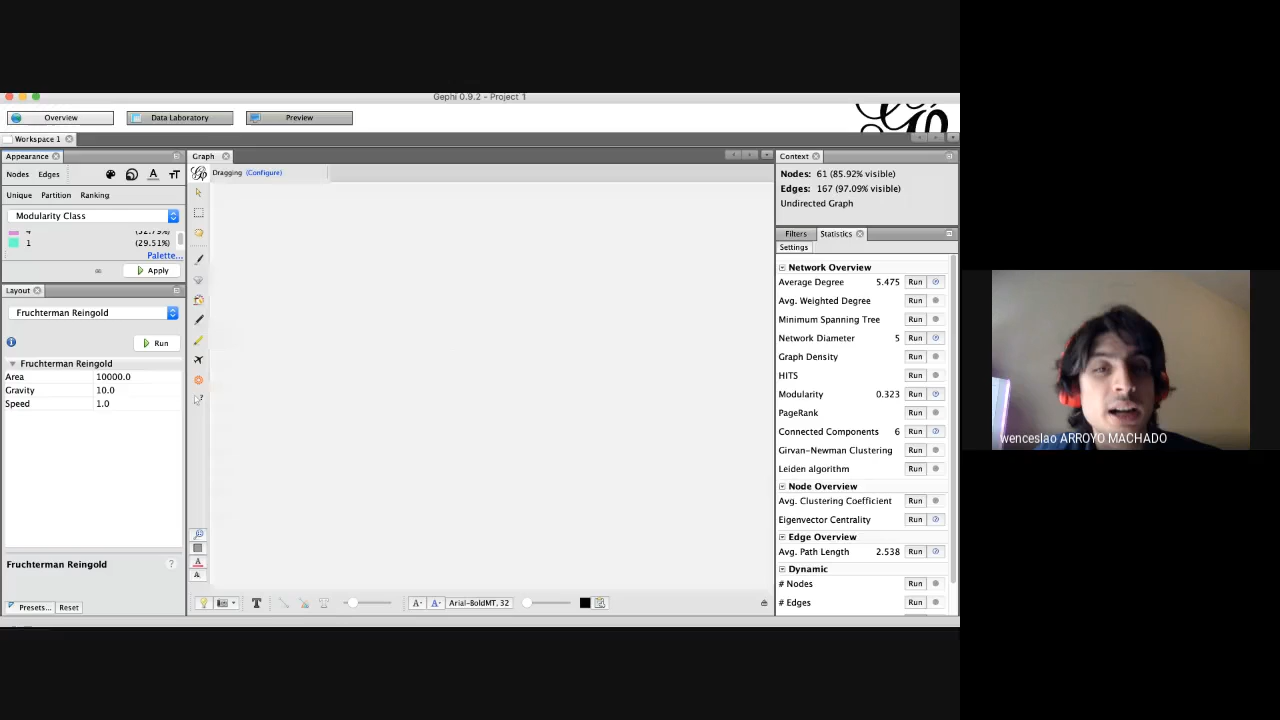 Gephi 0.9.2 - Project 1
Overview
Data Laboratory
Preview
Workspace 1
Appearance
Nodes Edges
Unique Partition Ranking
Modularity Class
4 (32.79%)
1 (29.51%)
Palette...
Apply
Layout
Fruchterman Reingold
Run
Fruchterman Reingold
Area 10000.0
Gravity 10.0
Speed 1.0
Fruchterman Reingold
Presets... Reset
Graph
Dragging (Configure)
Arial-BoldMT, 32
Context
Nodes: 61 (85.92% visible)
Edges: 167 (97.09% visible)
Undirected Graph
Filters Statistics
Settings
Network Overview
Average Degree 5.475 Run
Avg. Weighted Degree Run
Minimum Spanning Tree Run
Network Diameter 5 Run
Graph Density Run
HITS Run
Modularity 0.323 Run
PageRank Run
Connected Components 6 Run
Girvan-Newman Clustering Run
Leiden algorithm Run
Node Overview
Avg. Clustering Coefficient Run
Eigenvector Centrality Run
Edge Overview
Avg. Path Length 2.538 Run
Dynamic
# Nodes Run
# Edges Run
wenceslao ARROYO MACHADO